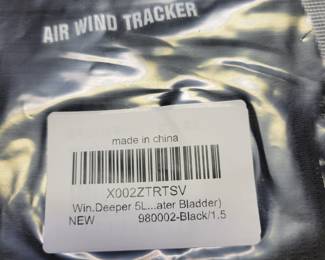 AIR WIND TRACKER
made in china
X002ZTRTSV
Win.Deeper 5L...ater Bladder)
NEW 980002-Black/1.5